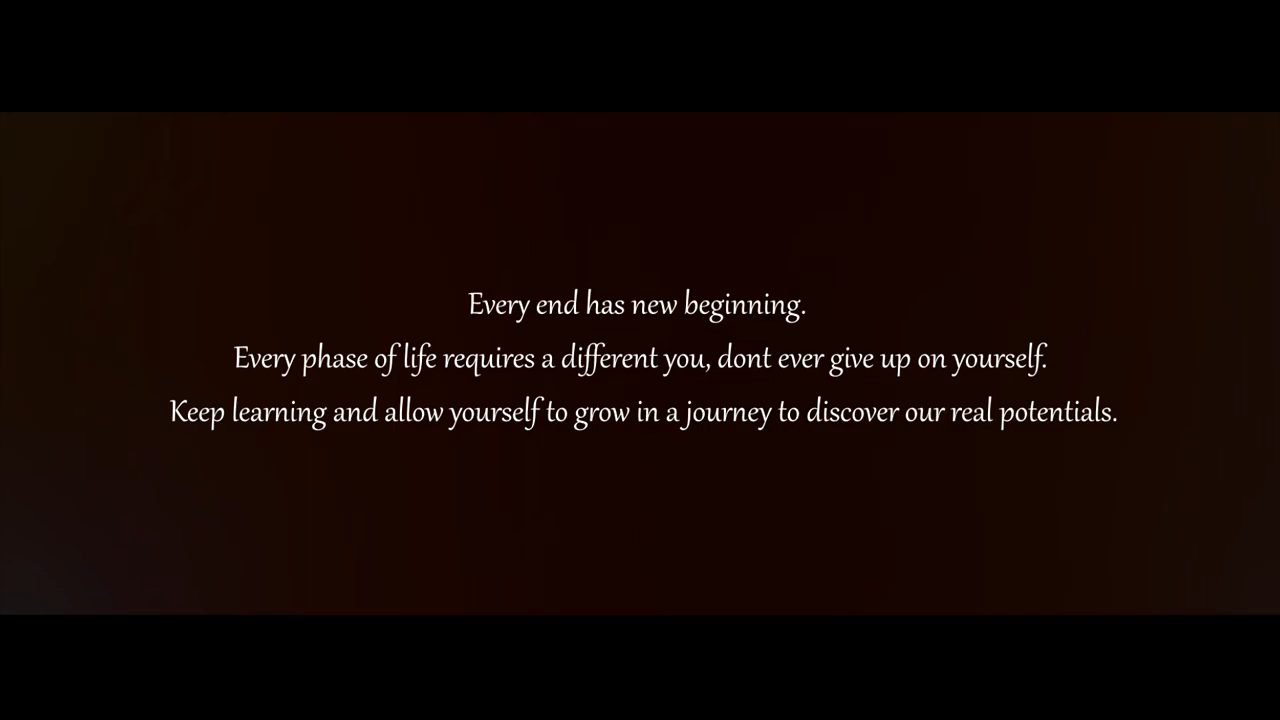 Every end has new beginning.
Every phase of life requires a different you, dont ever give up on yourself.
Keep learning and allow yourself to grow in a journey to discover our real potentials.